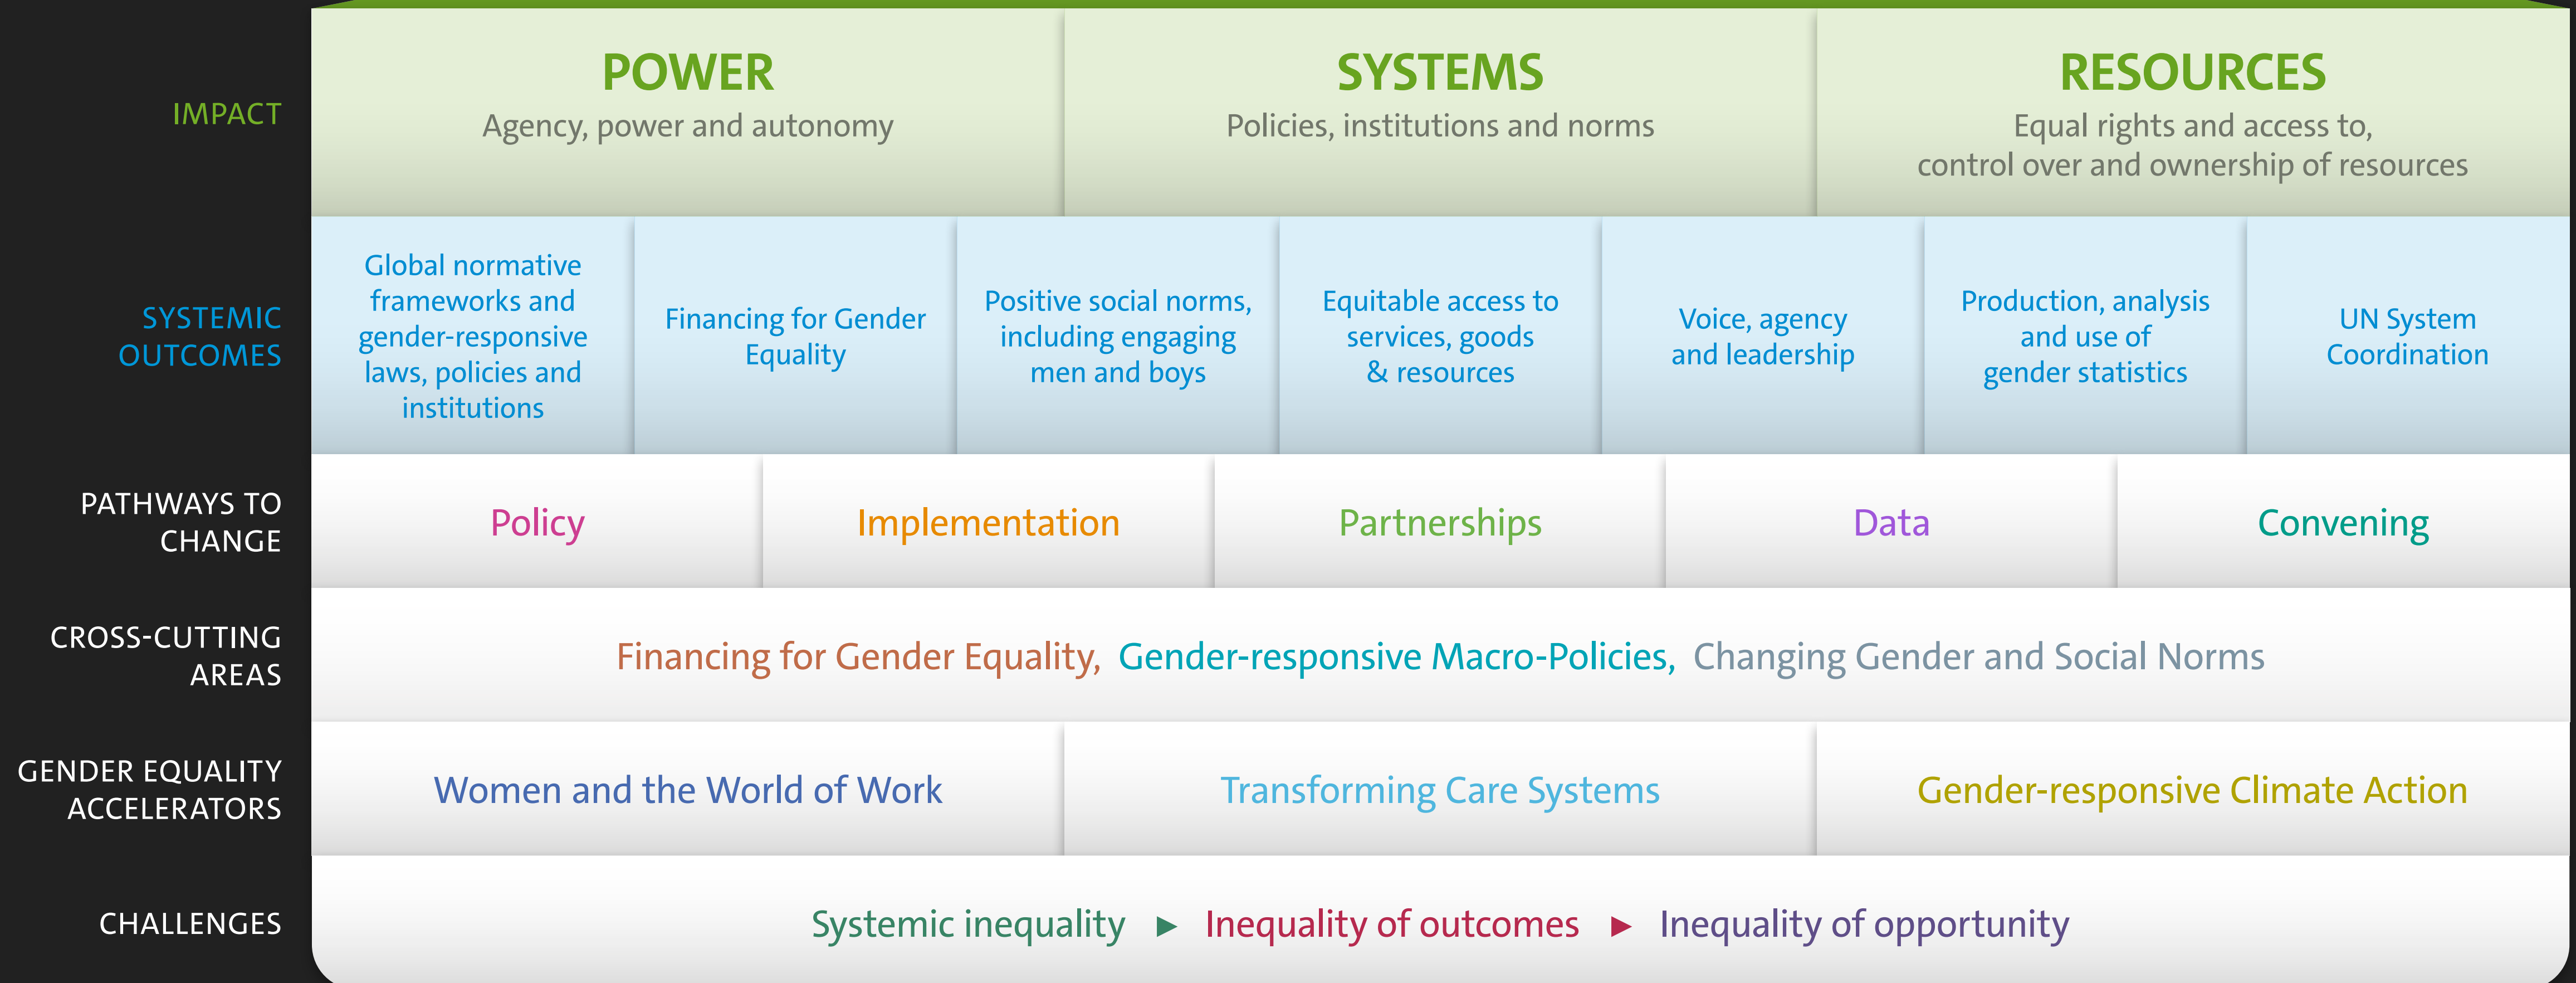 IMPACT
POWER
Agency, power and autonomy
SYSTEMS
Policies, institutions and norms
RESOURCES
Equal rights and access to,
control over and ownership of resources
SYSTEMIC
OUTCOMES
Global normative
frameworks and
gender-responsive
laws, policies and
institutions
Financing for Gender
Equality
Positive social norms,
including engaging
men and boys
Equitable access to
services, goods
& resources
Voice, agency
and leadership
Production, analysis
and use of
gender statistics
UN System
Coordination
PATHWAYS TO
CHANGE
Policy
Implementation
Partnerships
Data
Convening
CROSS-CUTTING
AREAS
Financing for Gender Equality, Gender-responsive Macro-Policies, Changing Gender and Social Norms
GENDER EQUALITY
ACCELERATORS
Women and the World of Work
Transforming Care Systems
Gender-responsive Climate Action
CHALLENGES
Systemic inequality ► Inequality of outcomes ► Inequality of opportunity